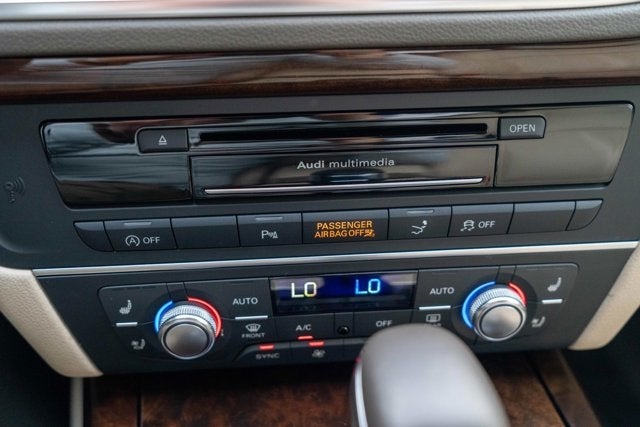 OPEN
Audi multimedia
A OFF
P
PASSENGER
AIRBAG OFF
OFF
AUTO
LO LO
AUTO
FRONT
A/C
OFF
SYNC